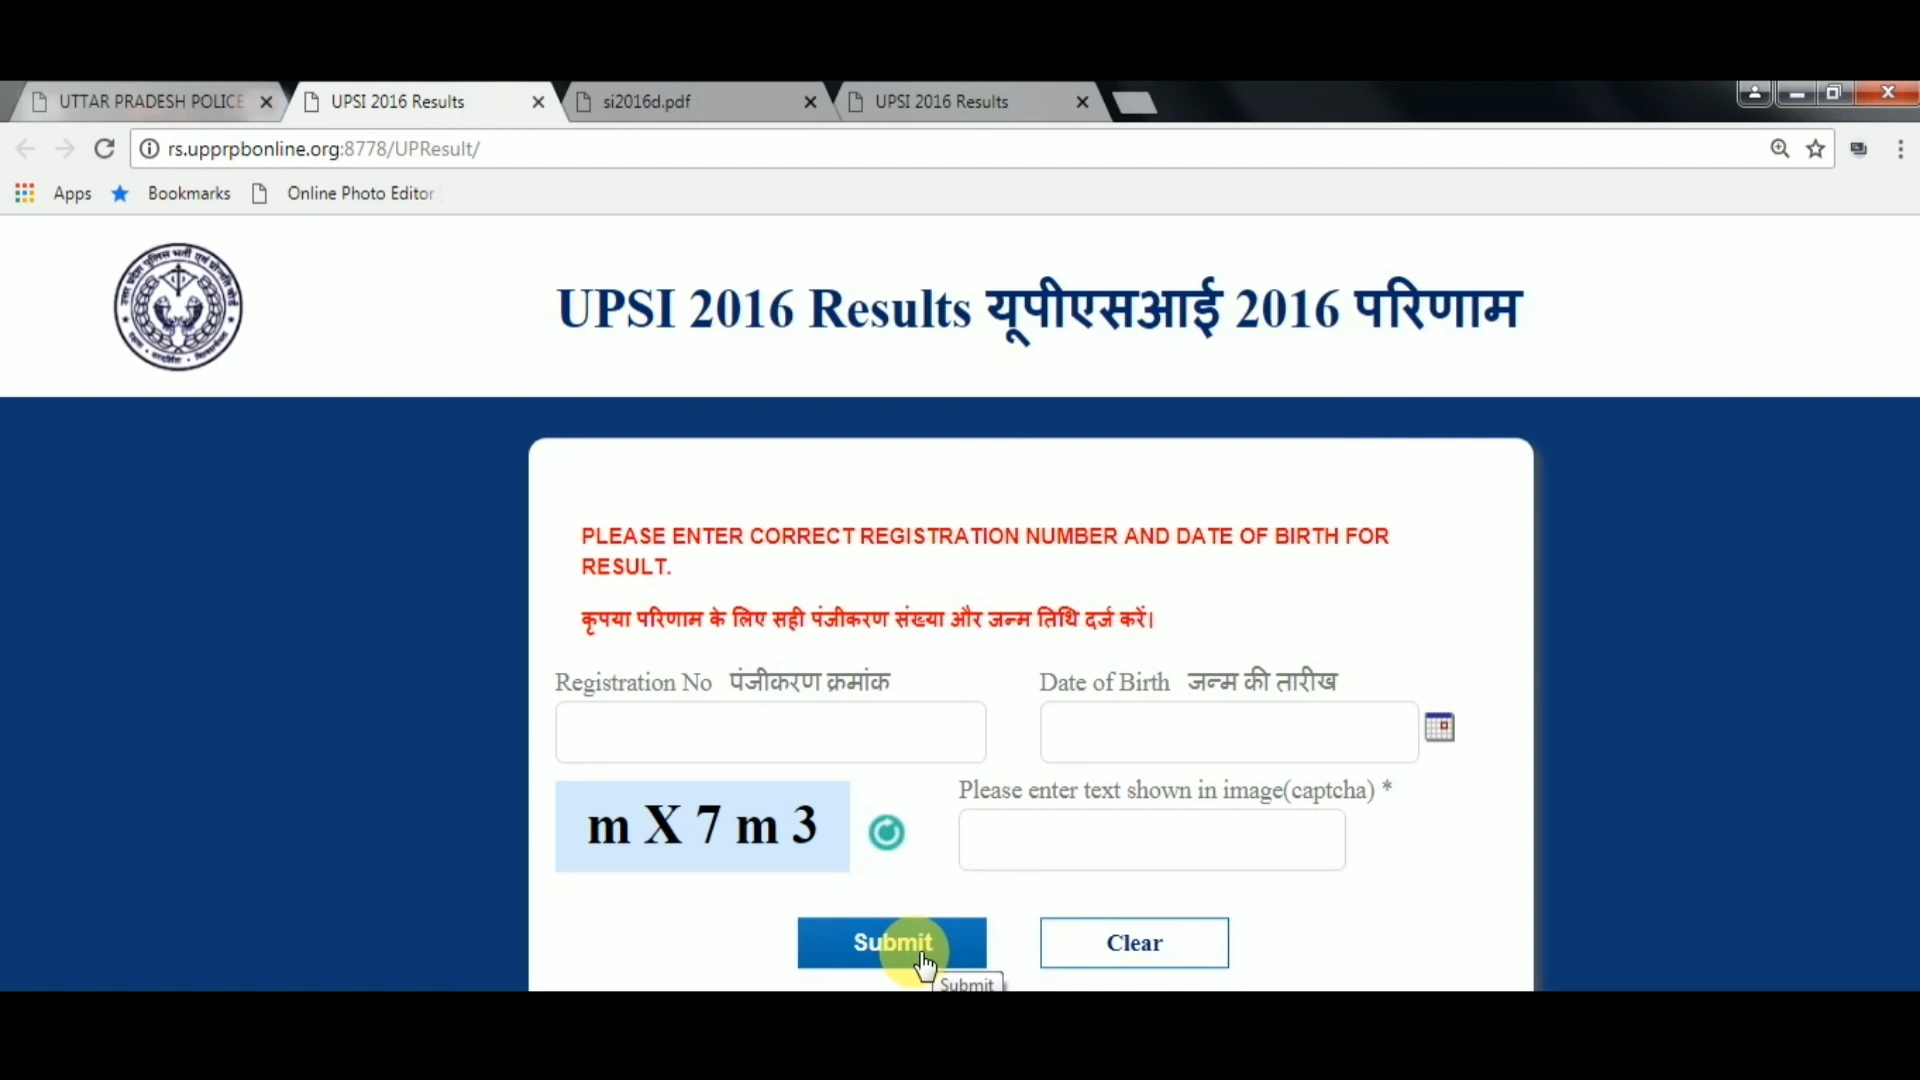 UTTAR PRADESH POLICE
UPSI 2016 Results
si2016d.pdf
UPSI 2016 Results
rs.upprpbonline.org:8778/UPResult/
Apps
Bookmarks
Online Photo Editor
UPSI 2016 Results यूपीएसआई 2016 परिणाम
PLEASE ENTER CORRECT REGISTRATION NUMBER AND DATE OF BIRTH FOR
RESULT.
कृपया परिणाम के लिए सही पंजीकरण संख्या और जन्म तिथि दर्ज करें।
Registration No पंजीकरण क्रमांक
Date of Birth जन्म की तारीख
m X 7 m 3
Please enter text shown in image(captcha) *
Submit
Clear
Submit